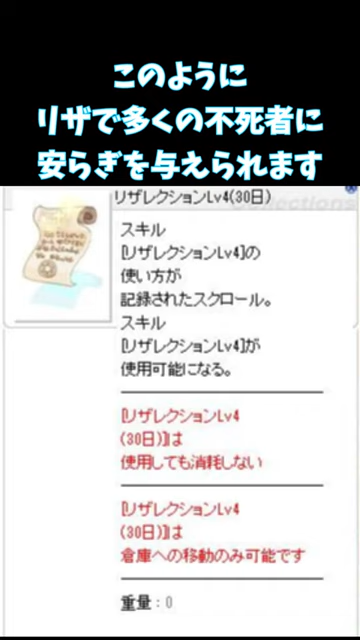 このように
リザで多くの不死者に
安らぎを与えられます
リザレクションLv4(30日)
スキル
[リザレクションLv4]の
使い方が
記録されたスクロール。
スキル
[リザレクションLv4]が
使用可能になる。
[リザレクションLv4
(30日)]は
使用しても消耗しない
[リザレクションLv4
(30日)]は
倉庫への移動のみ可能です
重量 : 0